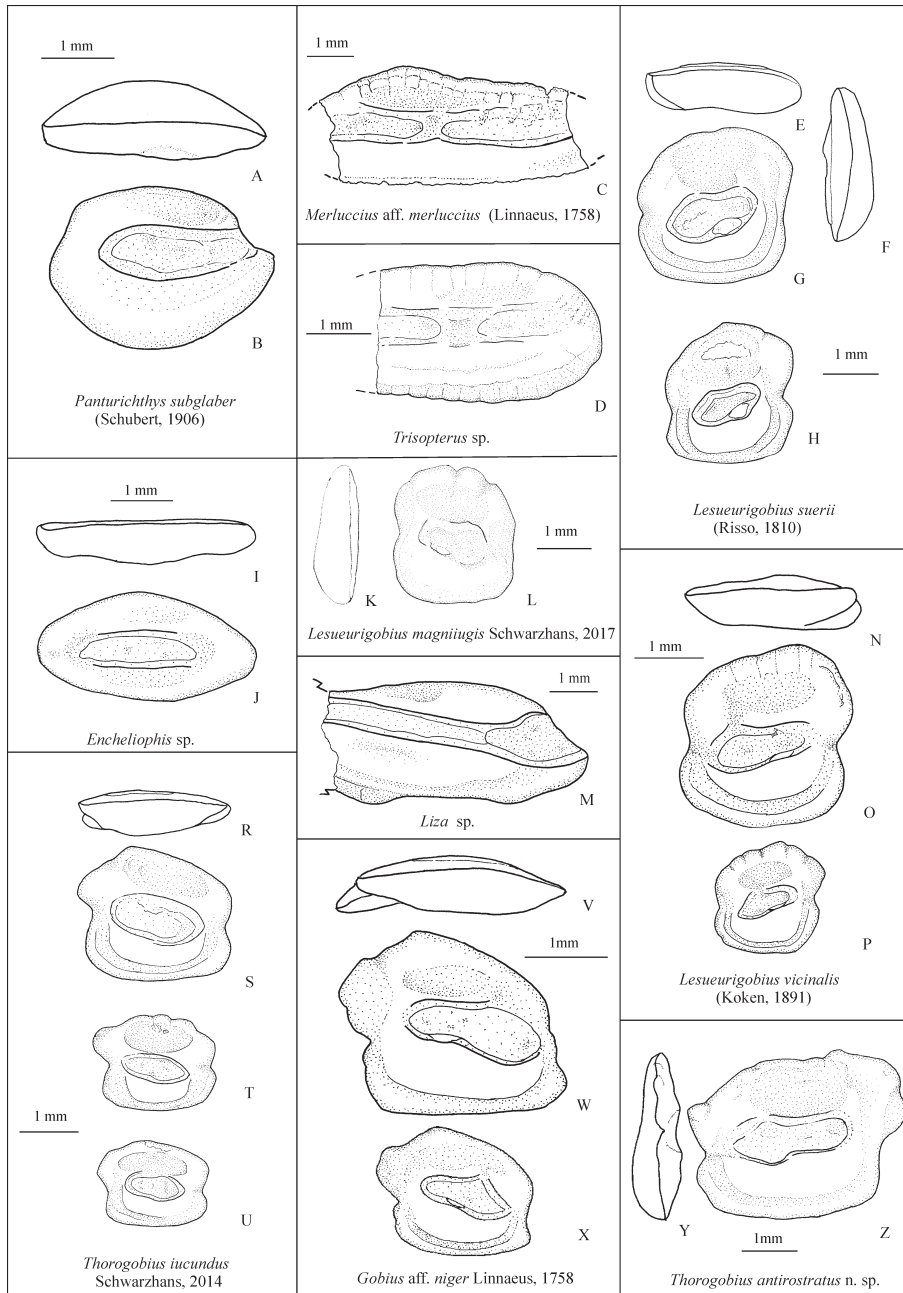 1 mm
A
B
Panturichthys subglaber
(Schubert, 1906)
C
Merluccius aff. merluccius (Linnaeus, 1758)
1 mm
D
Trisopterus sp.
E
F
G
1 mm
H
Lesueurigobius suerii
(Risso, 1810)
1 mm
I
J
Encheliophis sp.
K
L
1 mm
Lesueurigobius magniiugis Schwarzhans, 2017
1 mm
M
Liza sp.
N
1 mm
O
P
Lesueurigobius vicinalis
(Koken, 1891)
R
S
T
1 mm
U
Thorogobius iucundus
Schwarzhans, 2014
V
1mm
W
X
Gobius aff. niger Linnaeus, 1758
Y
Z
1mm
Thorogobius antirostratus n. sp.